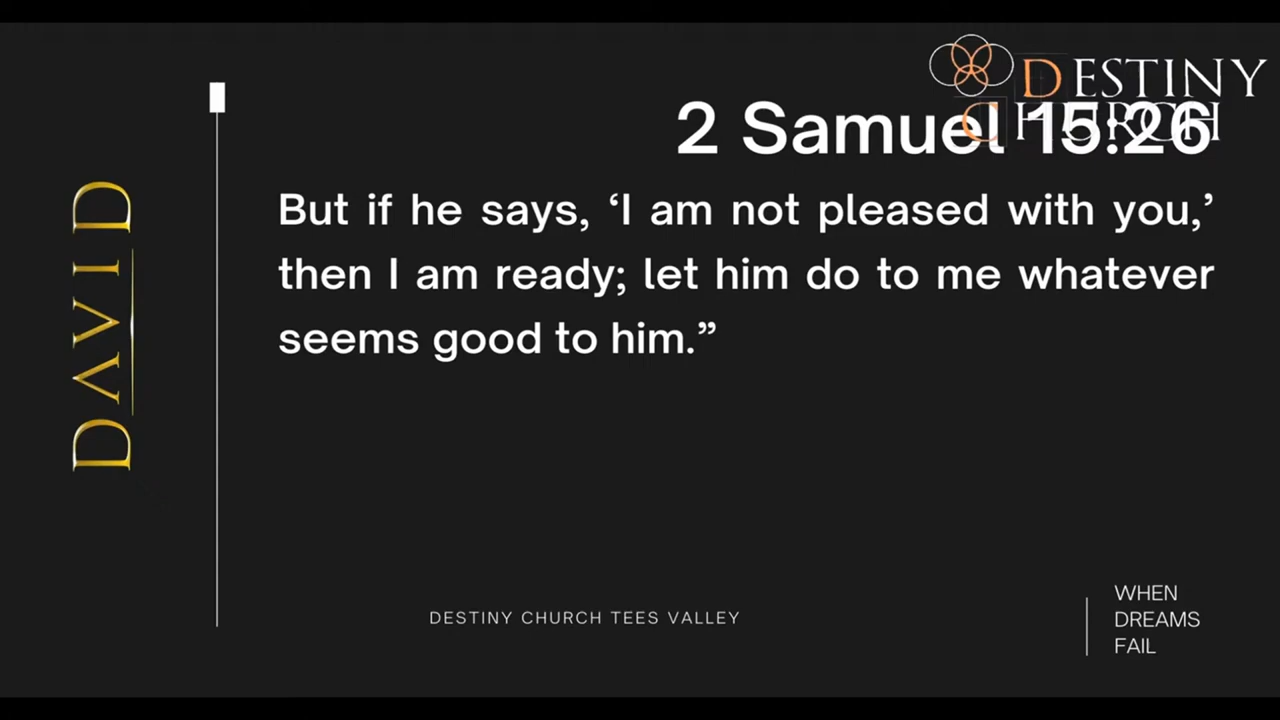 DESTINY
CHURCH
2 Samuel 15:26
But if he says, ‘I am not pleased with you,’
then I am ready; let him do to me whatever
seems good to him.”
DAVID
DESTINY CHURCH TEES VALLEY
WHEN
DREAMS
FAIL